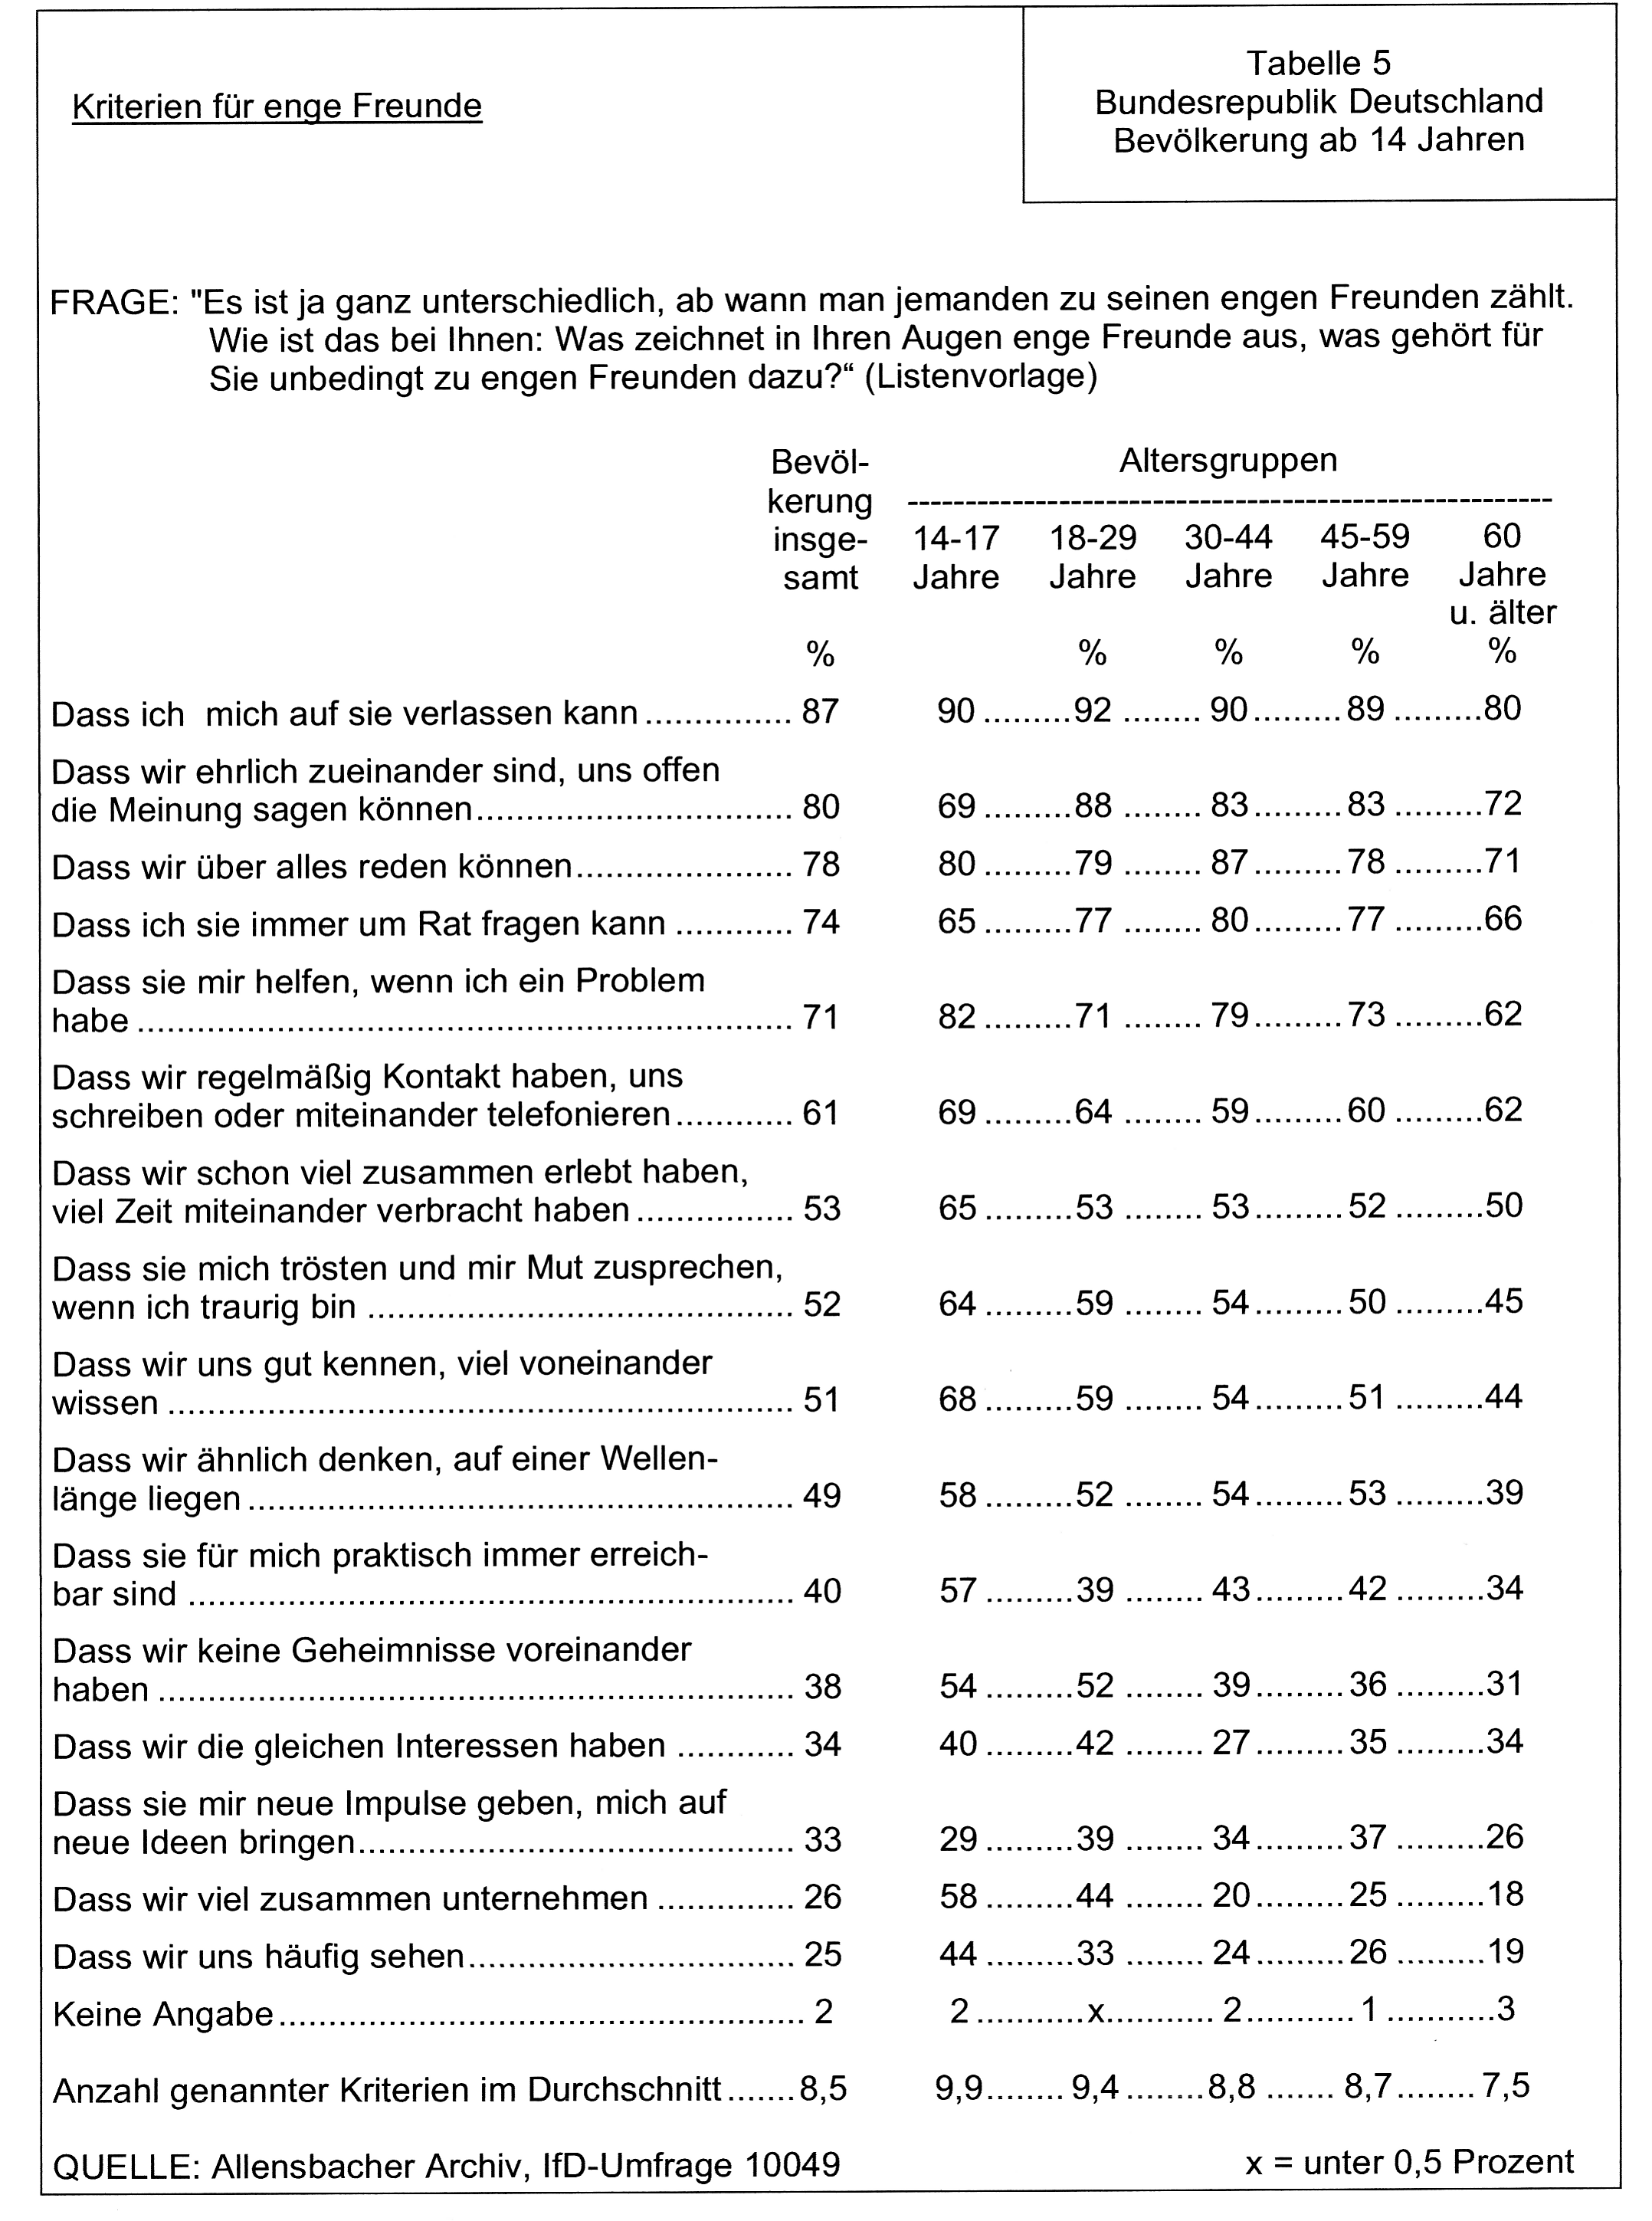 Kriterien für enge Freunde
Tabelle 5
Bundesrepublik Deutschland
Bevölkerung ab 14 Jahren
FRAGE: "Es ist ja ganz unterschiedlich, ab wann man jemanden zu seinen engen Freunden zählt.
Wie ist das bei Ihnen: Was zeichnet in Ihren Augen enge Freunde aus, was gehört für
Sie unbedingt zu engen Freunden dazu?“ (Listenvorlage)
Bevöl- Altersgruppen
kerung ------------------------------------------------------------
insge- 14-17 18-29 30-44 45-59 60
samt Jahre Jahre Jahre Jahre Jahre
u. älter
% % % % %
Dass ich mich auf sie verlassen kann ............... 87 90 .........92 ........ 90.........89 .........80
Dass wir ehrlich zueinander sind, uns offen
die Meinung sagen können................................ 80 69 .........88 ........ 83.........83 .........72
Dass wir über alles reden können...................... 78 80 .........79 ........ 87.........78 .........71
Dass ich sie immer um Rat fragen kann ............ 74 65 .........77 ........ 80.........77 .........66
Dass sie mir helfen, wenn ich ein Problem
habe .................................................................. 71 82 .........71 ........ 79.........73 .........62
Dass wir regelmäßig Kontakt haben, uns
schreiben oder miteinander telefonieren............ 61 69 .........64 ........ 59.........60 .........62
Dass wir schon viel zusammen erlebt haben,
viel Zeit miteinander verbracht haben ................ 53 65 .........53 ........ 53.........52 .........50
Dass sie mich trösten und mir Mut zusprechen,
wenn ich traurig bin ........................................... 52 64 .........59 ........ 54.........50 .........45
Dass wir uns gut kennen, viel voneinander
wissen ............................................................... 51 68 .........59 ........ 54.........51 .........44
Dass wir ähnlich denken, auf einer Wellen-
länge liegen ....................................................... 49 58 .........52 ........ 54.........53 .........39
Dass sie für mich praktisch immer erreich-
bar sind ............................................................. 40 57 .........39 ........ 43.........42 .........34
Dass wir keine Geheimnisse voreinander
haben ................................................................ 38 54 .........52 ........ 39.........36 .........31
Dass wir die gleichen Interessen haben ............ 34 40 .........42 ........ 27.........35 .........34
Dass sie mir neue Impulse geben, mich auf
neue Ideen bringen............................................ 33 29 .........39 ........ 34.........37 .........26
Dass wir viel zusammen unternehmen .............. 26 58 .........44 ........ 20.........25 .........18
Dass wir uns häufig sehen................................. 25 44 .........33 ........ 24.........26 .........19
Keine Angabe..................................................... 2 2 ...........x........... 2...........1 ...........3
Anzahl genannter Kriterien im Durchschnitt.......8,5 9,9........ 9,4 ........8,8 ....... 8,7........ 7,5
QUELLE: Allensbacher Archiv, IfD-Umfrage 10049 x = unter 0,5 Prozent